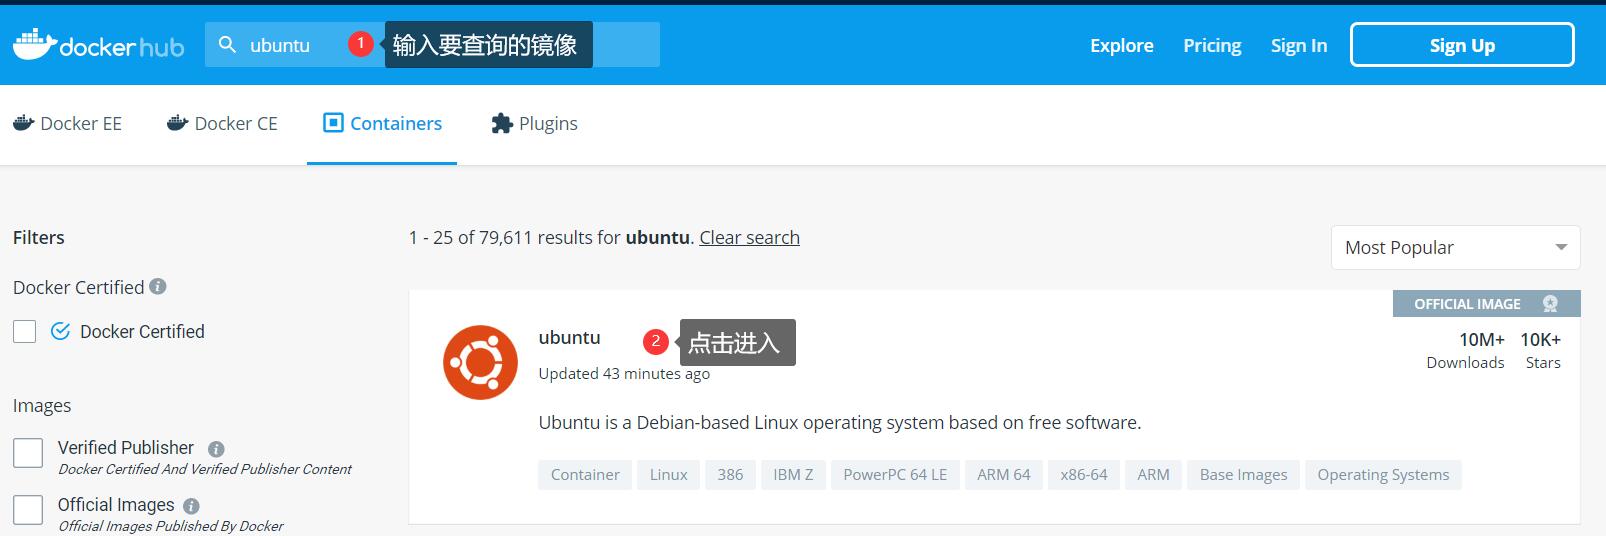 docker hub ubuntu 1 输入要查询的镜像 Explore Pricing Sign In Sign Up
Docker EE Docker CE Containers Plugins
Filters
1 - 25 of 79,611 results for ubuntu. Clear search
Most Popular
Docker Certified
Docker Certified
Images
Verified Publisher
Docker Certified And Verified Publisher Content
Official Images
Official Images Published By Docker
OFFICIAL IMAGE
ubuntu 2 点击进入
Updated 43 minutes ago
10M+ 10K+
Downloads Stars
Ubuntu is a Debian-based Linux operating system based on free software.
Container Linux 386 IBM Z PowerPC 64 LE ARM 64 x86-64 ARM Base Images Operating Systems